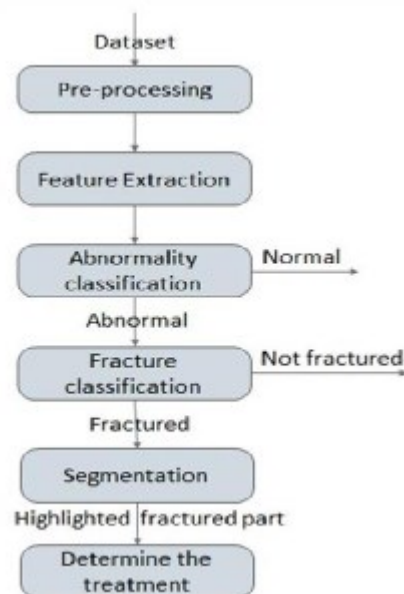 Dataset
Pre-processing
Feature Extraction
Abnormality
classification
Normal
Abnormal
Fracture
classification
Not fractured
Fractured
Segmentation
Highlighted fractured part
Determine the
treatment